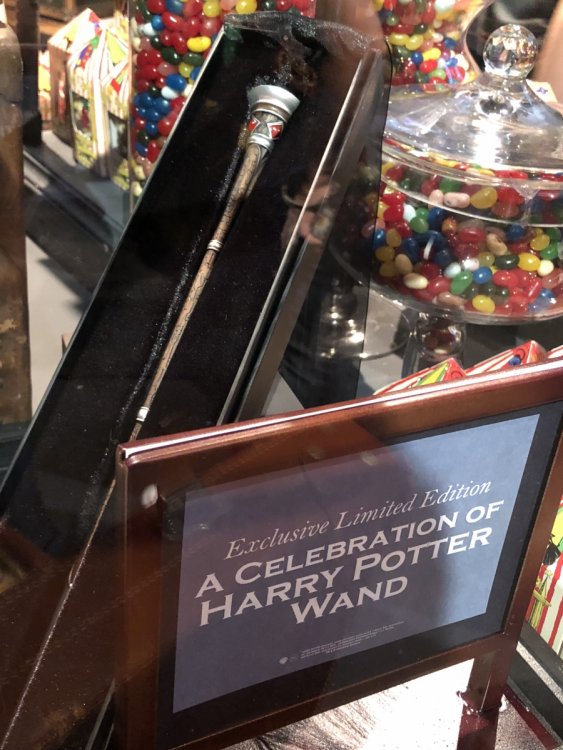 Exclusive Limited Edition
A CELEBRATION OF
HARRY POTTER
WAND